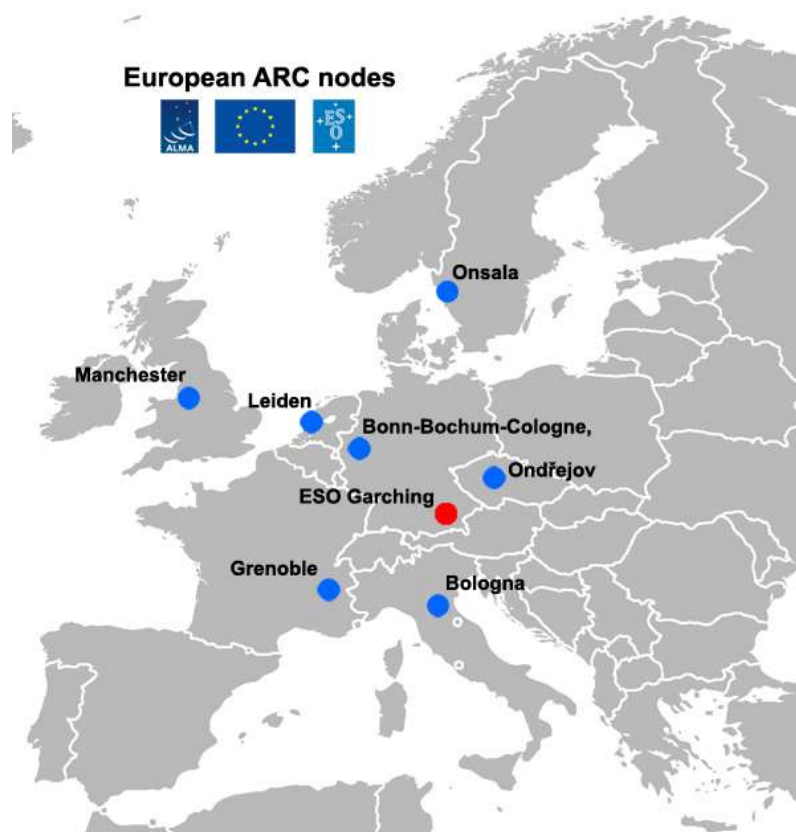 European ARC nodes
ALMA
ESO
Onsala
Manchester
Leiden
Bonn-Bochum-Cologne,
Ondřejov
ESO Garching
Grenoble
Bologna